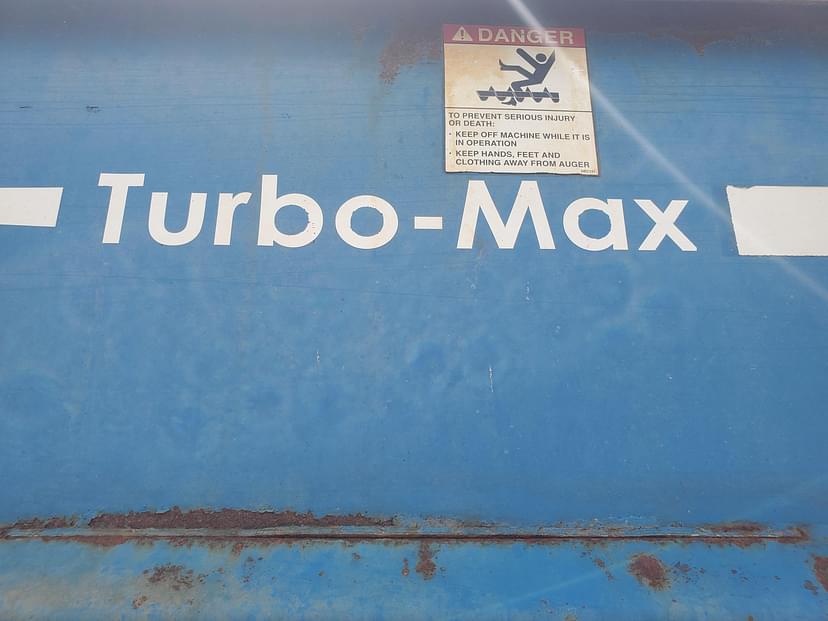 DANGER
TO PREVENT SERIOUS INJURY
OR DEATH:
· KEEP OFF MACHINE WHILE IT IS
IN OPERATION
· KEEP HANDS, FEET AND
CLOTHING AWAY FROM AUGER
Turbo-Max